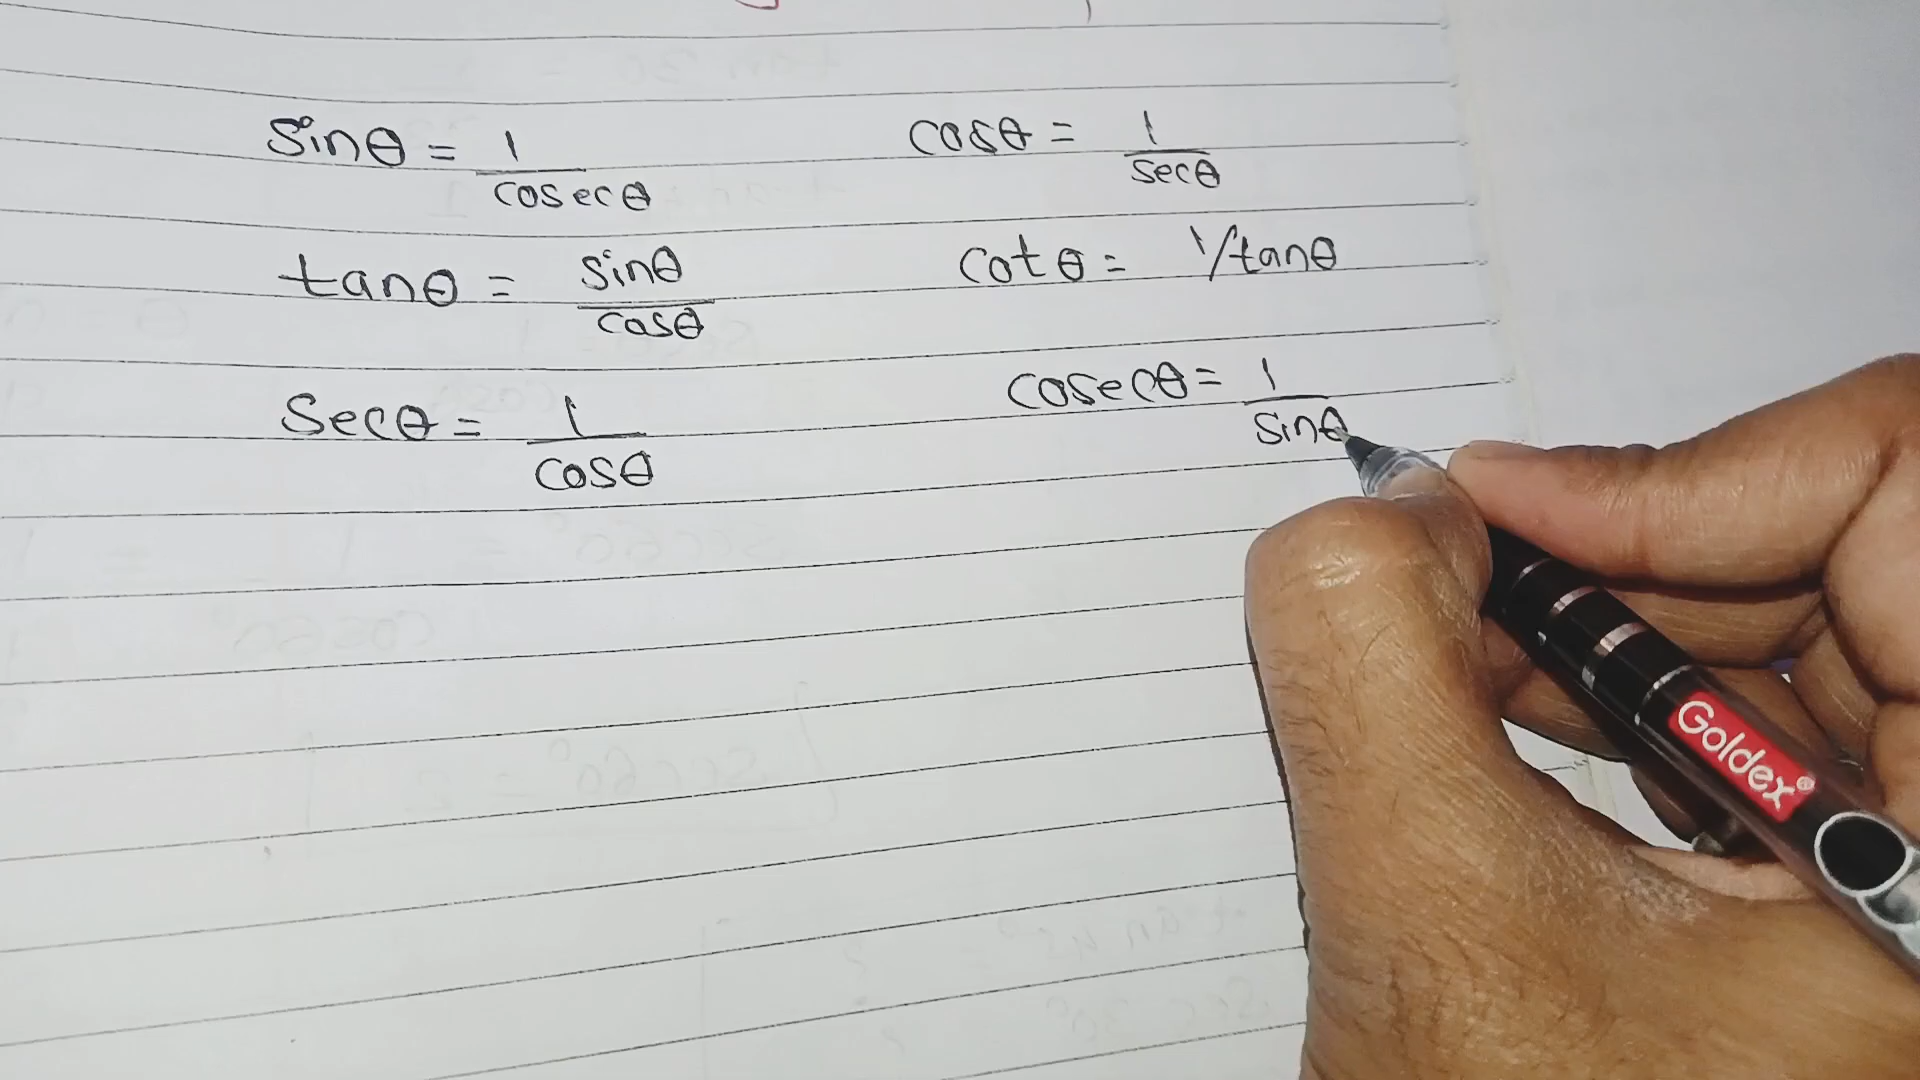 sinθ = 1/cosecθ
cosθ = 1/secθ
tanθ = sinθ/cosθ
cotθ = 1/tanθ
secθ = 1/cosθ
cosecθ = 1/sinθ
Goldex